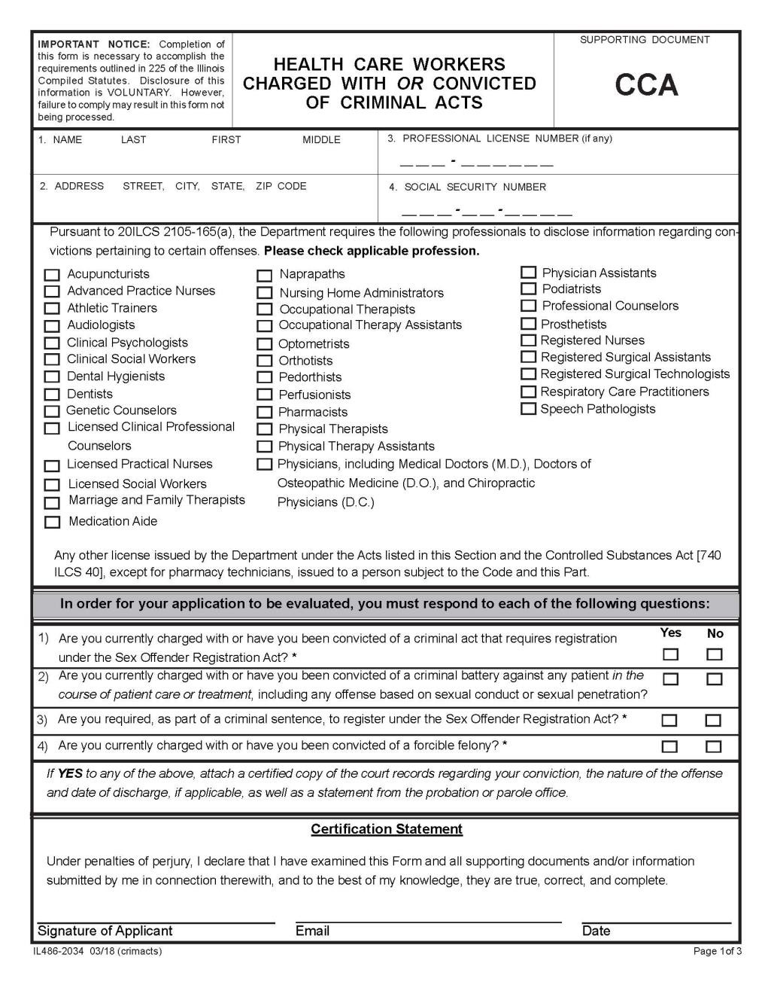 IMPORTANT NOTICE: Completion of
this form is necessary to accomplish the
requirements outlined in 225 of the Illinois
Compiled Statutes. Disclosure of this
information is VOLUNTARY. However,
failure to comply may result in this form not
being processed.
HEALTH CARE WORKERS
CHARGED WITH OR CONVICTED
OF CRIMINAL ACTS
SUPPORTING DOCUMENT
CCA
1. NAME LAST FIRST MIDDLE
3. PROFESSIONAL LICENSE NUMBER (if any)
__ __ __ - __ __ __ __ __ __
2. ADDRESS STREET, CITY, STATE, ZIP CODE
4. SOCIAL SECURITY NUMBER
__ __ __ - __ __ - __ __ __ __
Pursuant to 20ILCS 2105-165(a), the Department requires the following professionals to disclose information regarding con-
victions pertaining to certain offenses. Please check applicable profession.
Acupuncturists
Advanced Practice Nurses
Athletic Trainers
Audiologists
Clinical Psychologists
Clinical Social Workers
Dental Hygienists
Dentists
Genetic Counselors
Licensed Clinical Professional
Counselors
Licensed Practical Nurses
Licensed Social Workers
Marriage and Family Therapists
Medication Aide
Naprapaths
Nursing Home Administrators
Occupational Therapists
Occupational Therapy Assistants
Optometrists
Orthotists
Pedorthists
Perfusionists
Pharmacists
Physical Therapists
Physical Therapy Assistants
Physicians, including Medical Doctors (M.D.), Doctors of
Osteopathic Medicine (D.O.), and Chiropractic
Physicians (D.C.)
Physician Assistants
Podiatrists
Professional Counselors
Prosthetists
Registered Nurses
Registered Surgical Assistants
Registered Surgical Technologists
Respiratory Care Practitioners
Speech Pathologists
Any other license issued by the Department under the Acts listed in this Section and the Controlled Substances Act [740
ILCS 40], except for pharmacy technicians, issued to a person subject to the Code and this Part.
In order for your application to be evaluated, you must respond to each of the following questions:
Yes No
1) Are you currently charged with or have you been convicted of a criminal act that requires registration
under the Sex Offender Registration Act? *
2) Are you currently charged with or have you been convicted of a criminal battery against any patient in the
course of patient care or treatment, including any offense based on sexual conduct or sexual penetration?
3) Are you required, as part of a criminal sentence, to register under the Sex Offender Registration Act? *
4) Are you currently charged with or have you been convicted of a forcible felony? *
If YES to any of the above, attach a certified copy of the court records regarding your conviction, the nature of the offense
and date of discharge, if applicable, as well as a statement from the probation or parole office.
Certification Statement
Under penalties of perjury, I declare that I have examined this Form and all supporting documents and/or information
submitted by me in connection therewith, and to the best of my knowledge, they are true, correct, and complete.
Signature of Applicant Email Date
IL486-2034 03/18 (crimacts) Page 1of 3